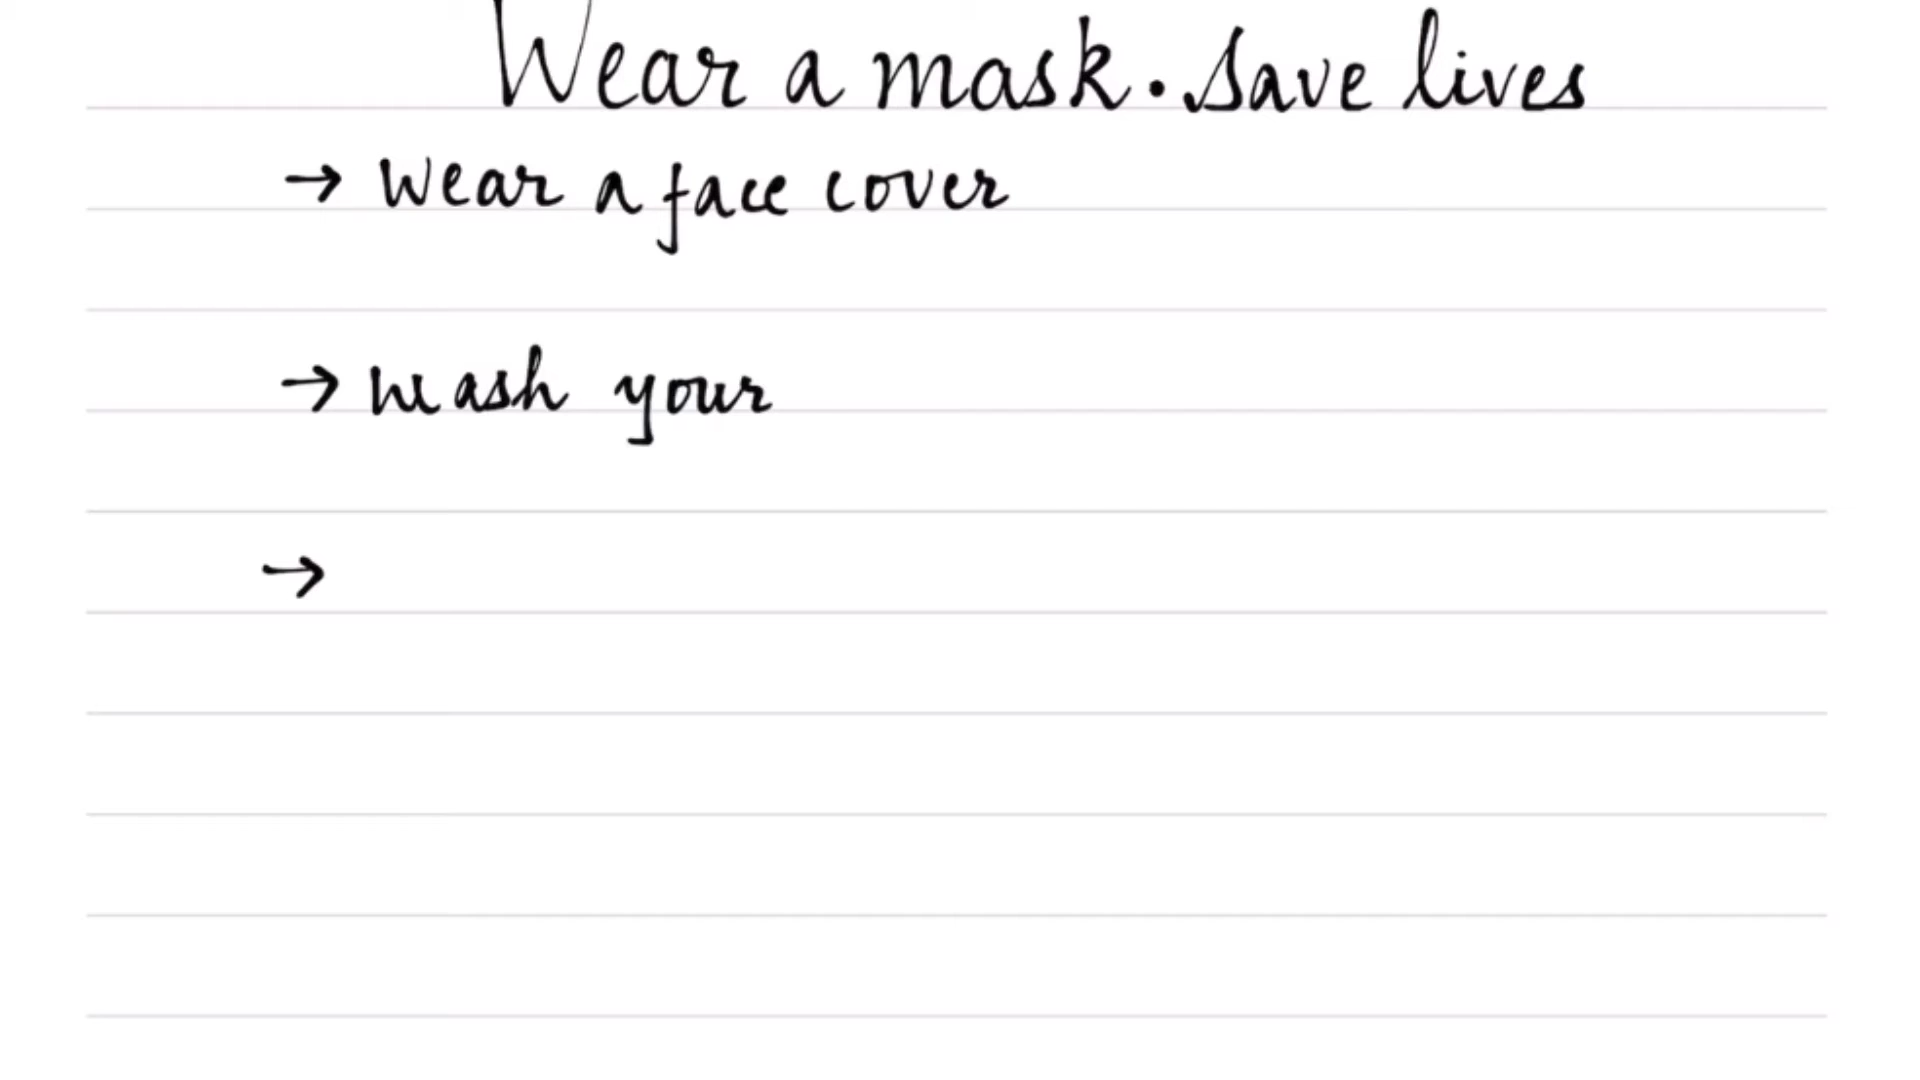 Wear a mask. Save lives
→ Wear a face cover
→ wash your
→